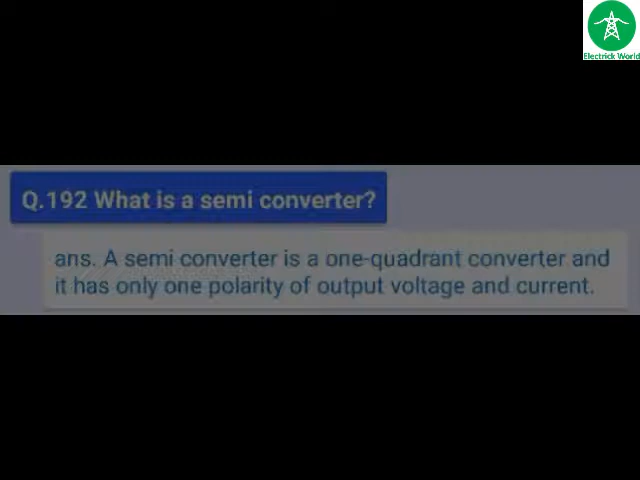 Electrick World
Q.192 What is a semi converter?
ans. A semi converter is a one-quadrant converter and
it has only one polarity of output voltage and current.